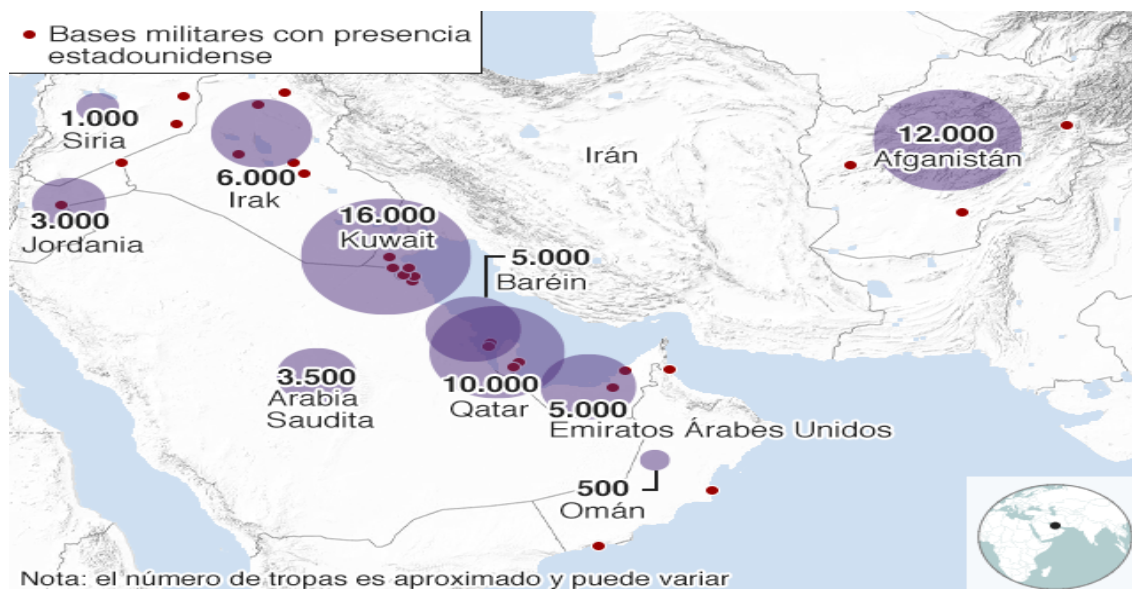 Bases militares con presencia
estadounidense
1.000
Siria
6.000
Irak
3.000
Jordania
16.000
Kuwait
5.000
Baréin
Irán
12.000
Afganistán
3.500
Arabia
Saudita
10.000
Qatar
5.000
Emiratos Árabes Unidos
500
Omán
Nota: el número de tropas es aproximado y puede variar